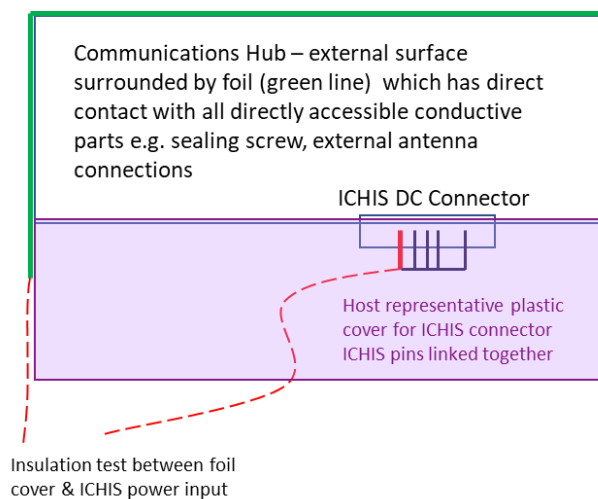 Communications Hub – external surface
surrounded by foil (green line)  which has direct
contact with all directly accessible conductive
parts e.g. sealing screw, external antenna
connections
ICHIS DC Connector
Host representative plastic
cover for ICHIS connector
ICHIS pins linked together
Insulation test between foil
cover & ICHIS power input